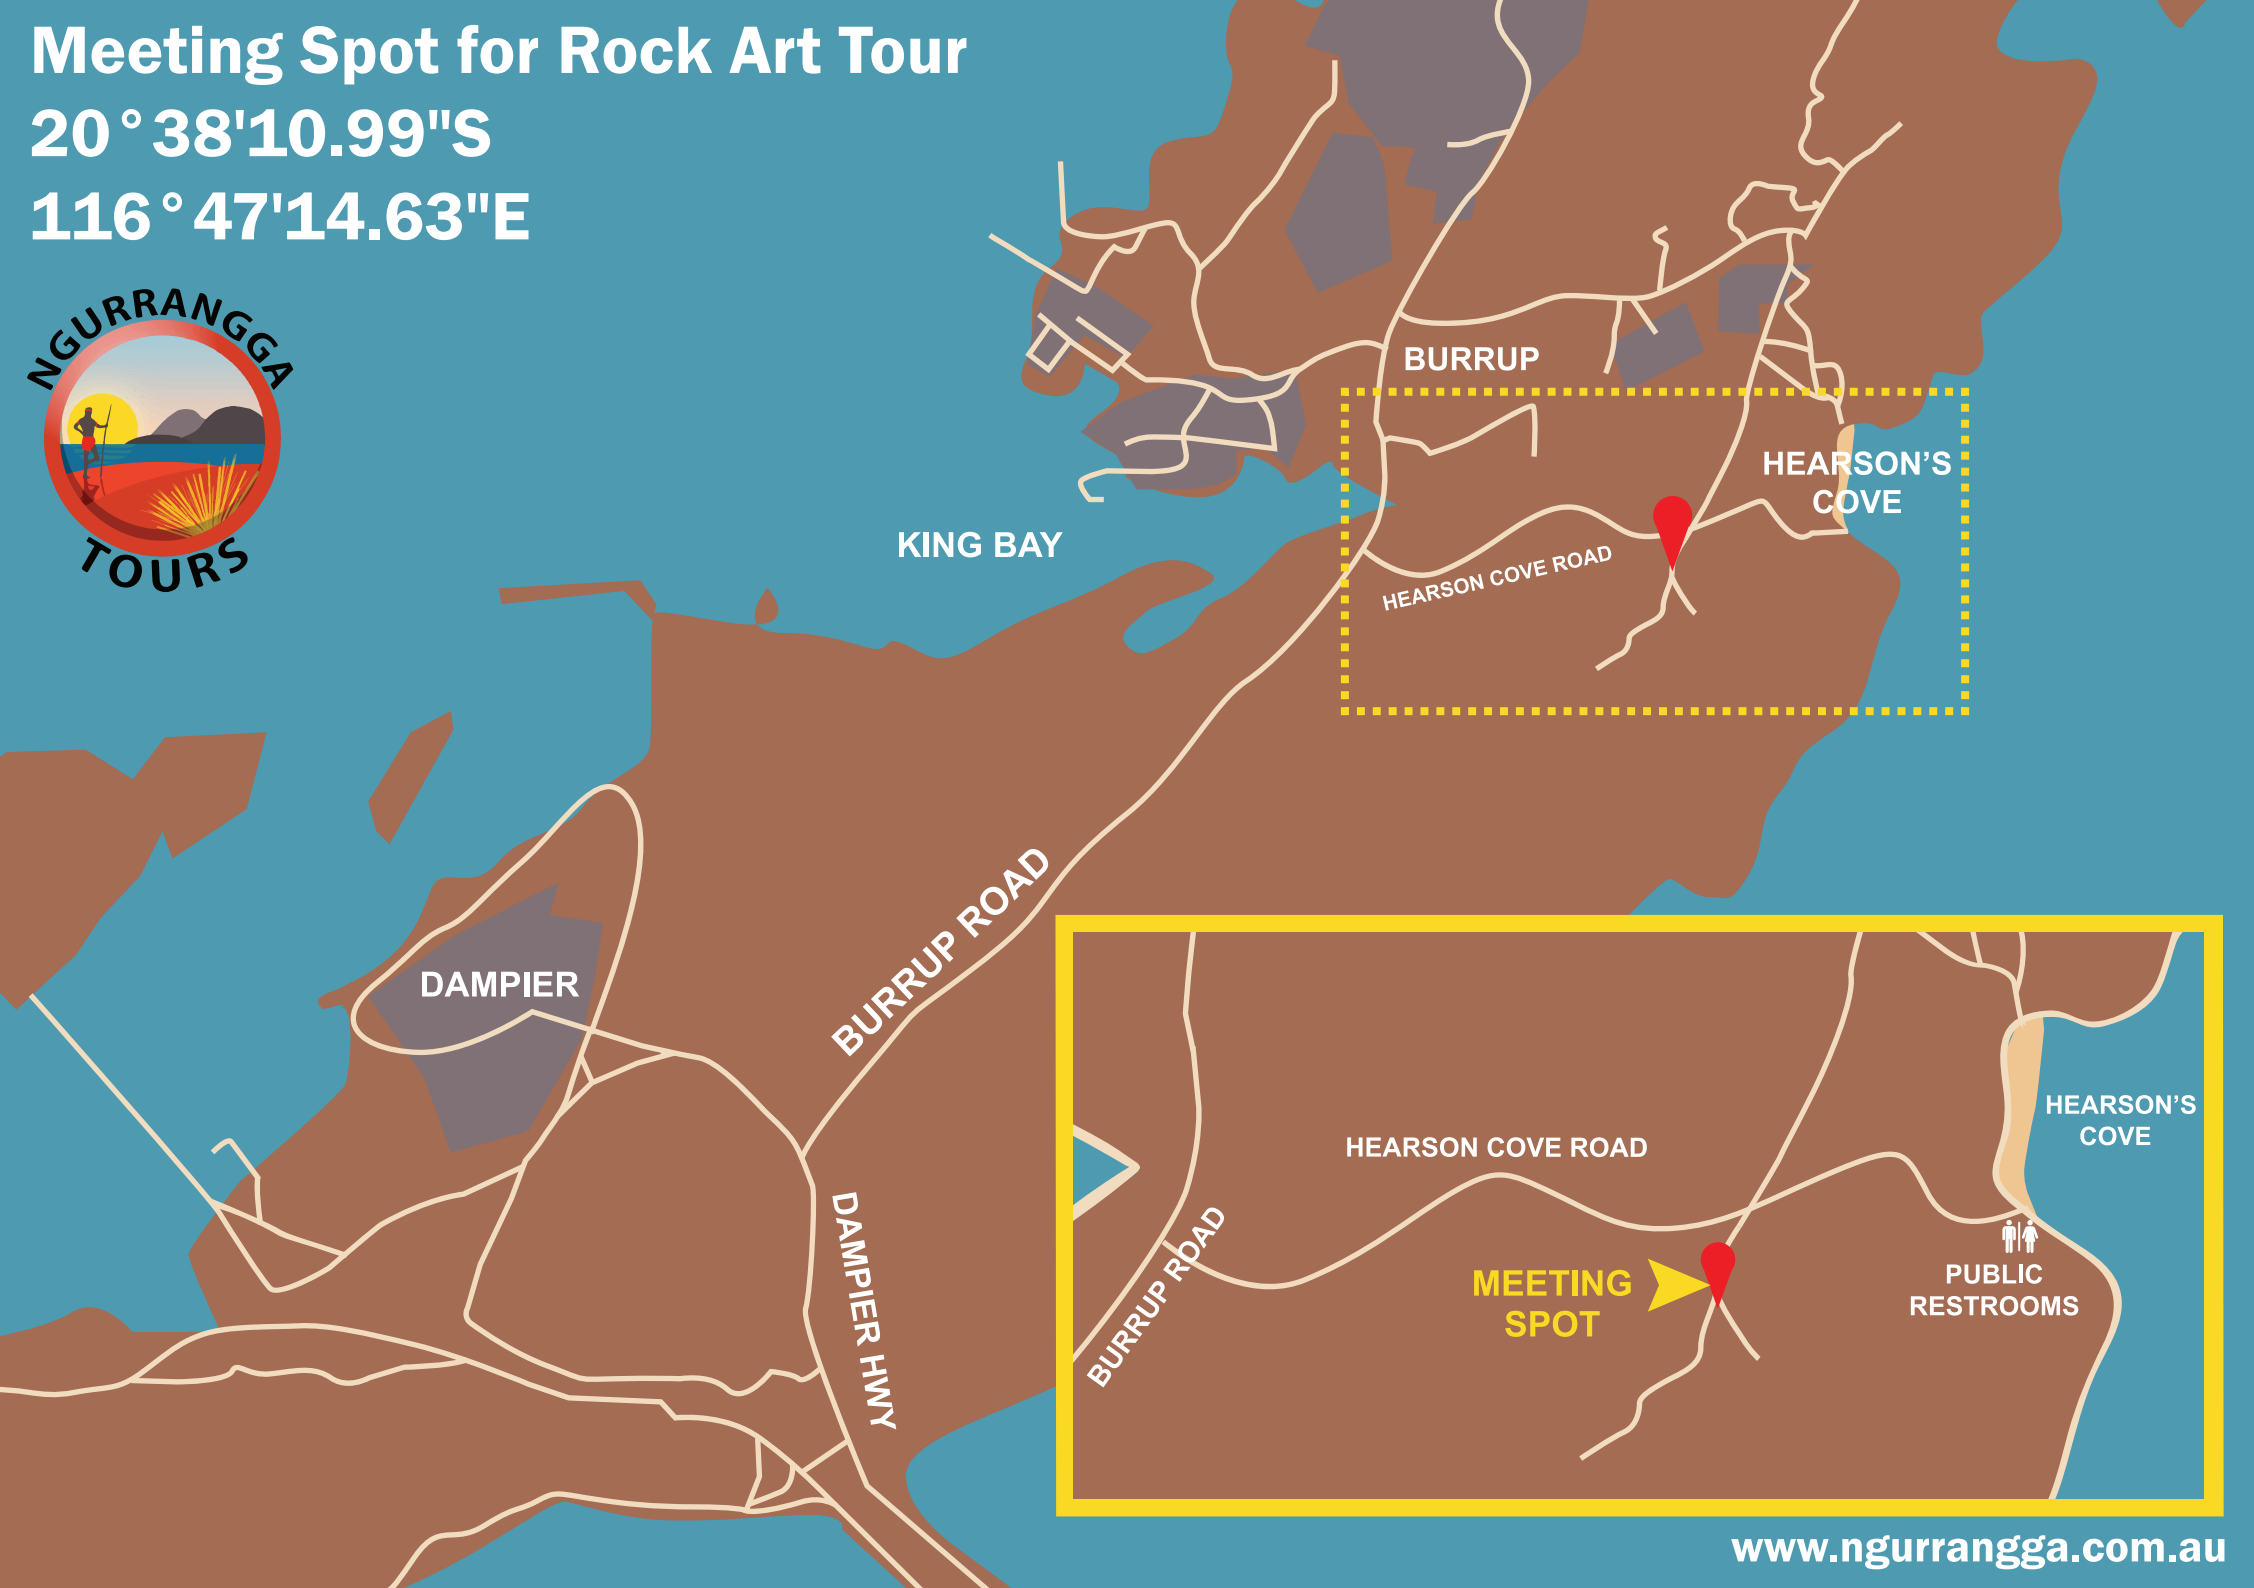 Meeting Spot for Rock Art Tour
20°38'10.99"S
116°47'14.63"E
NGURRANGGA
TOURS
BURRUP
HEARSON'S
COVE
KING BAY
HEARSON COVE ROAD
BURRUP ROAD
DAMPIER
DAMPIER HWY
HEARSON'S
COVE
HEARSON COVE ROAD
BURRUP ROAD
MEETING
SPOT
PUBLIC
RESTROOMS
www.ngurrangga.com.au